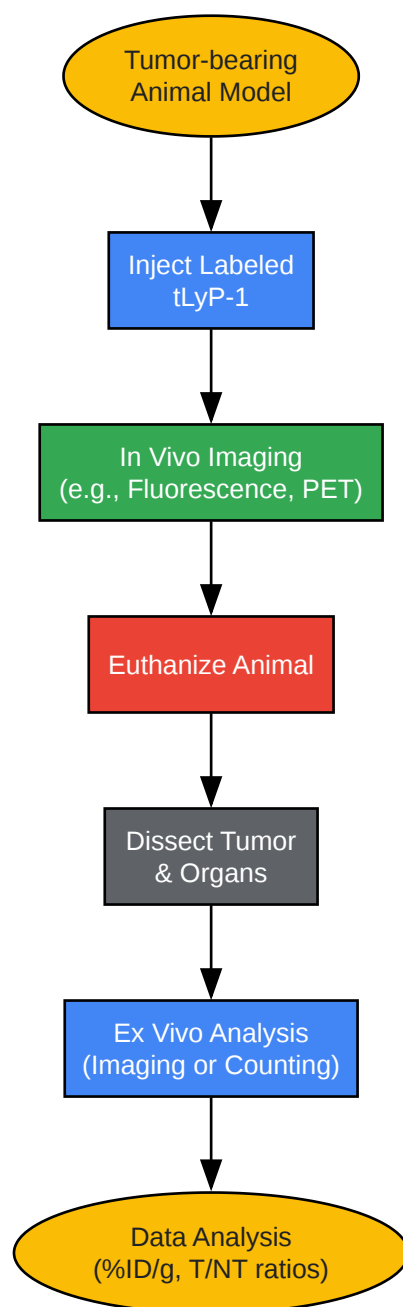 Tumor-bearing
Animal Model
Inject Labeled
tLyP-1
In Vivo Imaging
(e.g., Fluorescence, PET)
Euthanize Animal
Dissect Tumor
& Organs
Ex Vivo Analysis
(Imaging or Counting)
Data Analysis
(%ID/g, T/NT ratios)